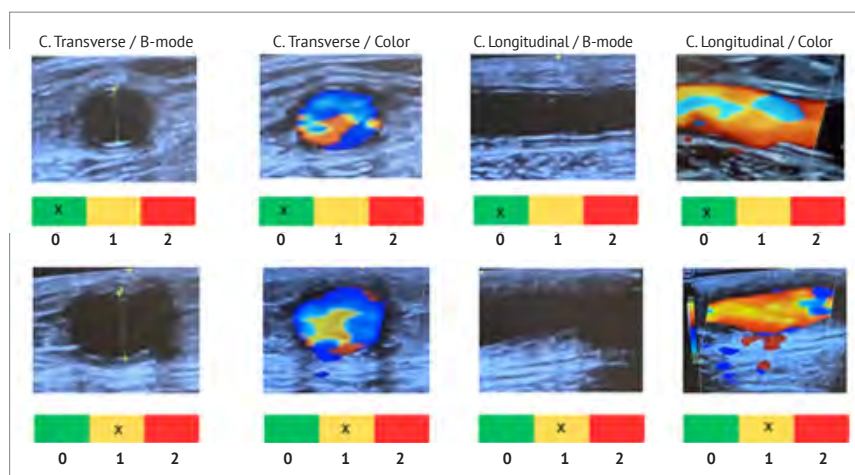 C. Transverse / B-mode C. Transverse / Color C. Longitudinal / B-mode C. Longitudinal / Color
X X X X
0 1 2 0 1 2 0 1 2 0 1 2
X X X X
0 1 2 0 1 2 0 1 2 0 1 2